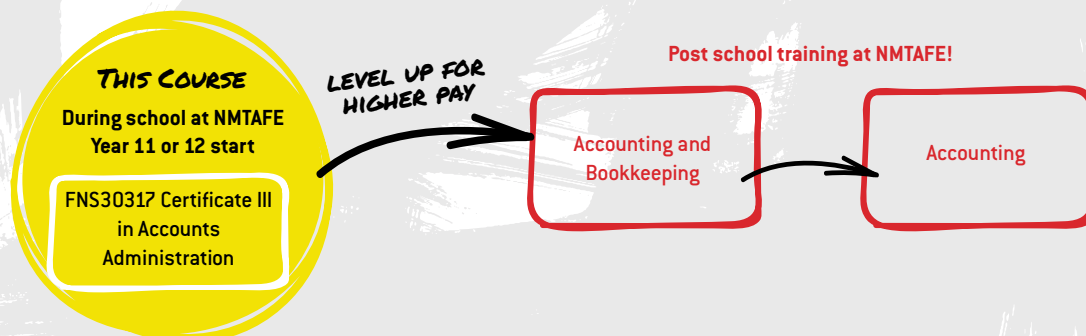 THIS COURSE
During school at NMTAFE
Year 11 or 12 start
FNS30317 Certificate III
in Accounts
Administration
LEVEL UP FOR
HIGHER PAY
Post school training at NMTAFE!
Accounting and
Bookkeeping
Accounting